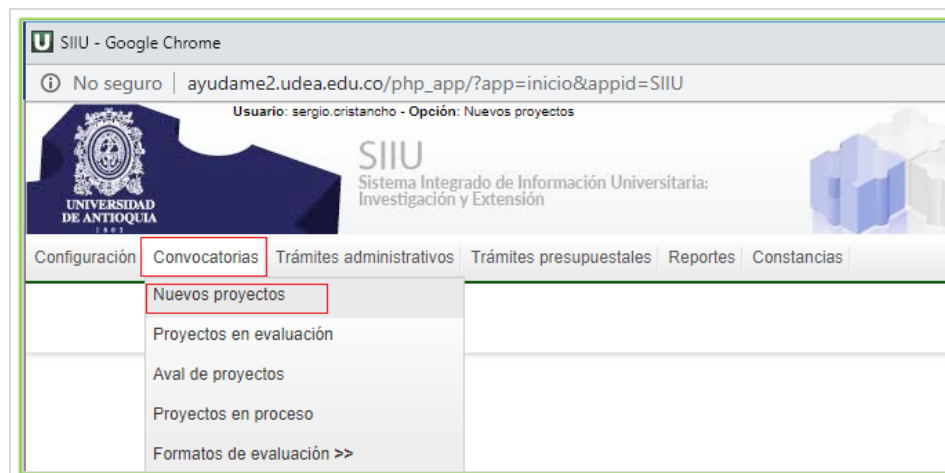 SIIU - Google Chrome
No seguro | ayudame2.udea.edu.co/php_app/?app=inicio&appid=SIIU
Usuario: sergio.cristancho - Opción: Nuevos proyectos
SIIU
Sistema Integrado de Información Universitaria:
Investigación y Extensión
UNIVERSIDAD
DE ANTIOQUIA
1803
Configuración Convocatorias Trámites administrativos Trámites presupuestales Reportes Constancias
Nuevos proyectos
Proyectos en evaluación
Aval de proyectos
Proyectos en proceso
Formatos de evaluación >>